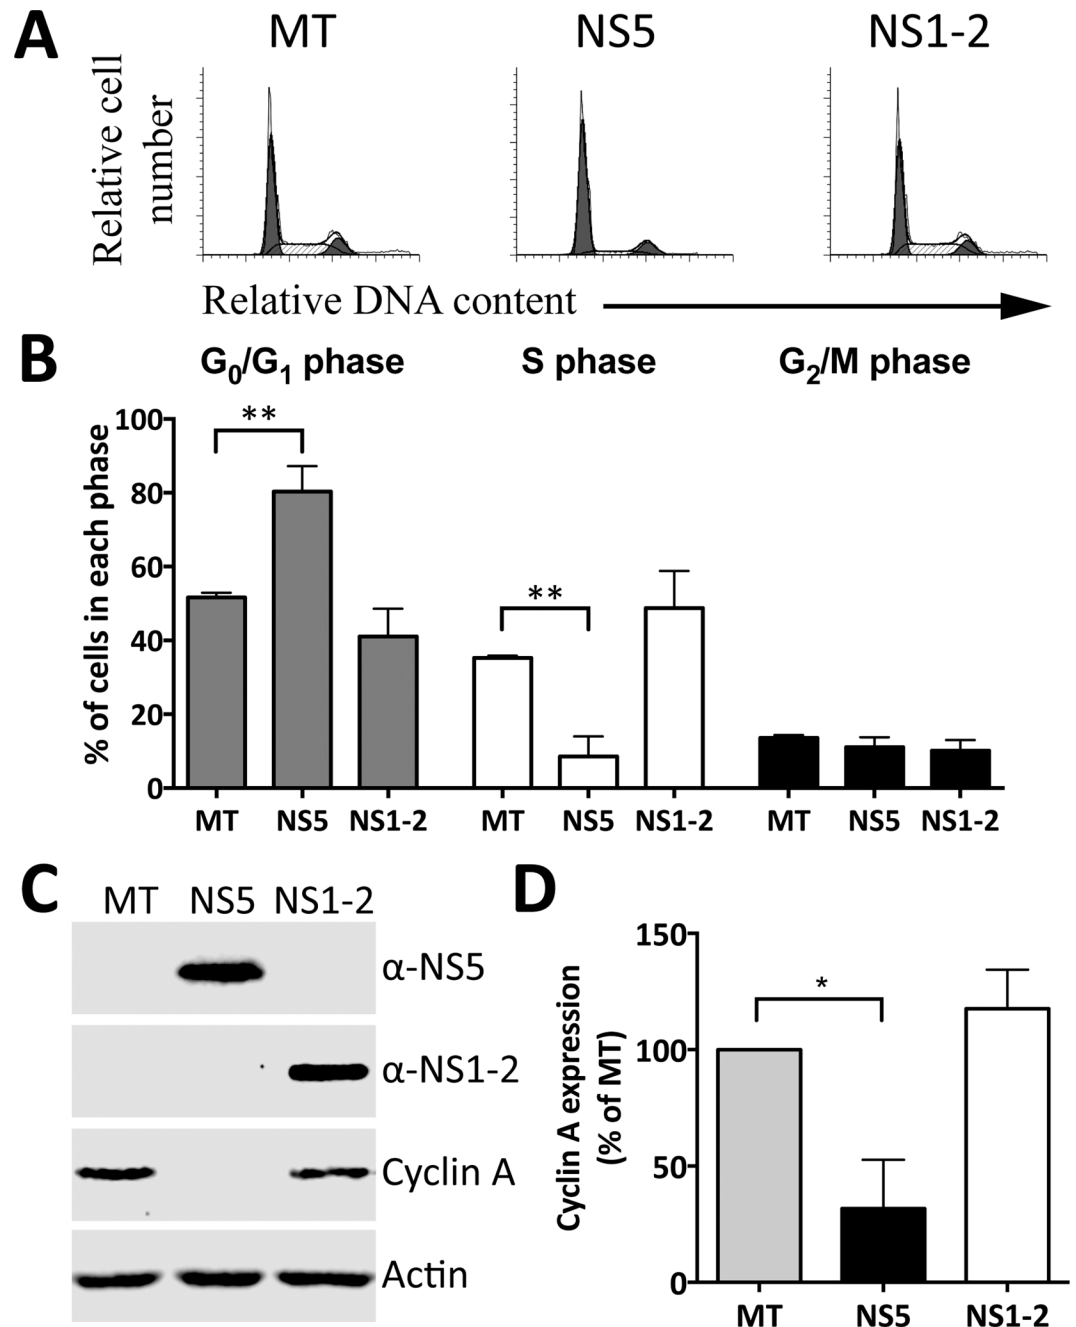 A
MT NS5 NS1-2
Relative cell
number
Relative DNA content
B
G0/G1 phase S phase G2/M phase
% of cells in each phase
100
80
60
40
20
0
** **
MT NS5 NS1-2 MT NS5 NS1-2 MT NS5 NS1-2
C
MT NS5 NS1-2
α-NS5
α-NS1-2
Cyclin A
Actin
D
Cyclin A expression
(% of MT)
150
100
50
0
*
MT NS5 NS1-2